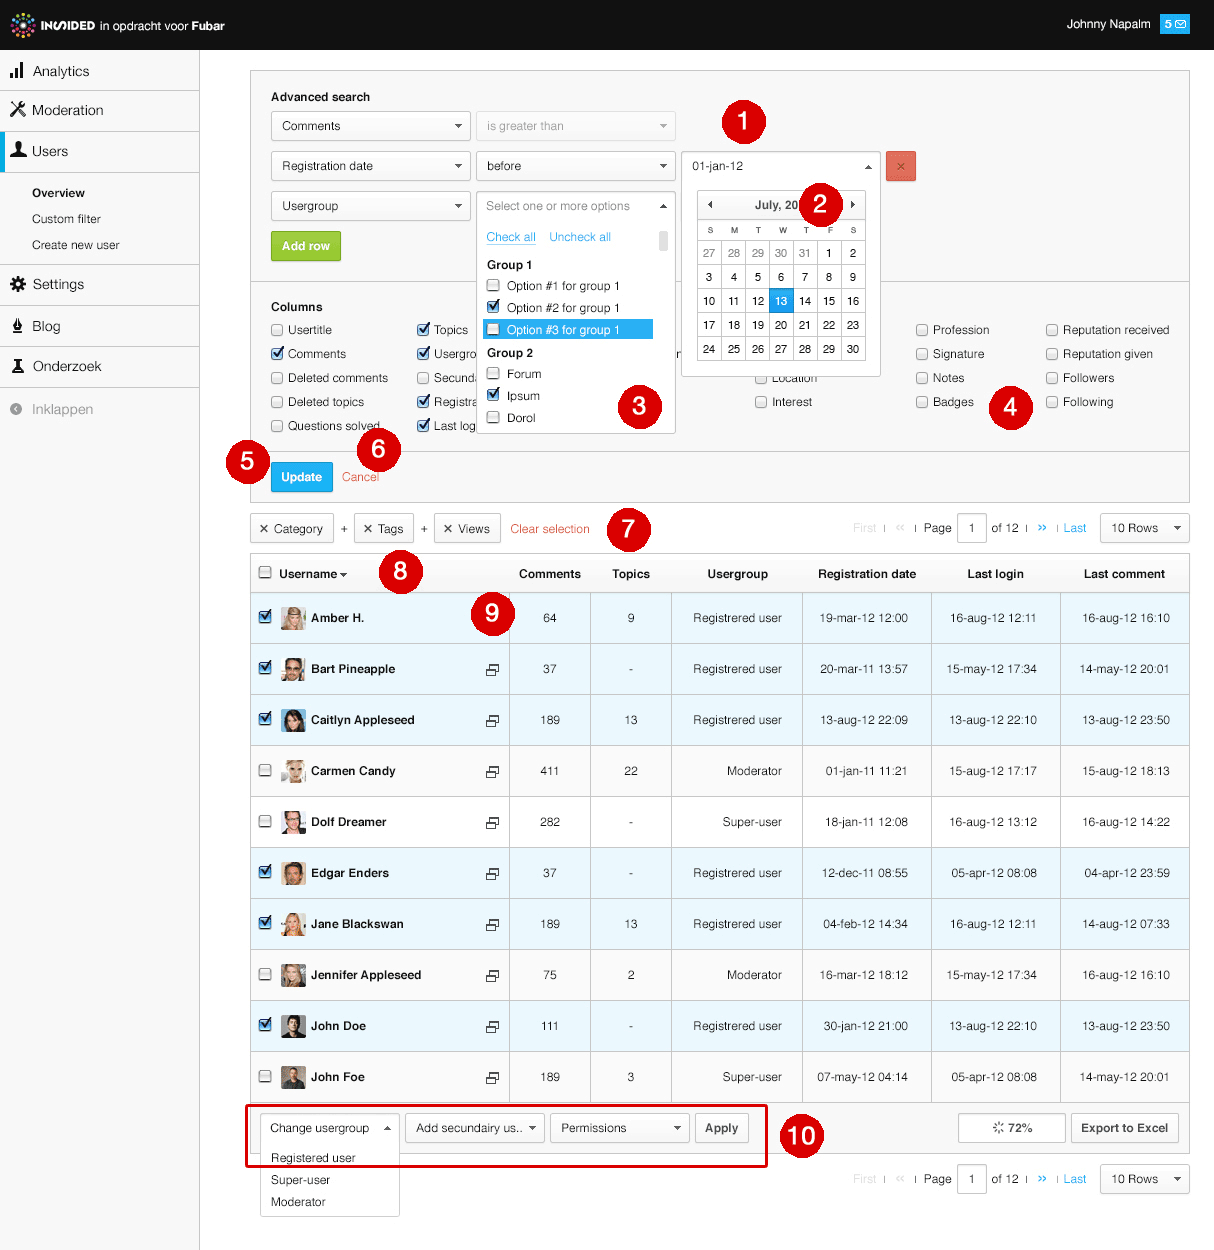 INSIDED in opdracht voor Fubar
Johnny Napalm 5
Analytics
Moderation
Users
Overview
Custom filter
Create new user
Settings
Blog
Onderzoek
Inklappen
Advanced search
Comments is greater than 1
Registration date before 01-jan-12 ×
Usergroup Select one or more options
Add row
Check all Uncheck all
Group 1
Option #1 for group 1
Option #2 for group 1
Option #3 for group 1
Group 2
Forum
Ipsum
Dorol
3
July, 20 2
S M T W T F S
27 28 29 30 31 1 2
3 4 5 6 7 8 9
10 11 12 13 14 15 16
17 18 19 20 21 22 23
24 25 26 27 28 29 30
Columns
Usertitle Topics Profession Reputation received
Comments Usergro Signature Reputation given
Deleted comments Secund Location Notes Followers
Deleted topics Registra Interest Badges 4 Following
Questions solved Last log
5 Update 6 Cancel
× Category + × Tags + × Views Clear selection 7 First « Page 1 of 12 » Last 10 Rows
Username 8 Comments Topics Usergroup Registration date Last login Last comment
Amber H. 9 64 9 Registrered user 19-mar-12 12:00 16-aug-12 12:11 16-aug-12 16:10
Bart Pineapple 37 - Registrered user 20-mar-11 13:57 15-may-12 17:34 14-may-12 20:01
Caitlyn Appleseed 189 13 Registrered user 13-aug-12 22:09 13-aug-12 22:10 13-aug-12 23:50
Carmen Candy 411 22 Moderator 01-jan-11 11:21 15-aug-12 17:17 15-aug-12 18:13
Dolf Dreamer 282 - Super-user 18-jan-11 12:08 16-aug-12 13:12 16-aug-12 14:22
Edgar Enders 37 - Registrered user 12-dec-11 08:55 05-apr-12 08:08 04-apr-12 23:59
Jane Blackswan 189 13 Registrered user 04-feb-12 14:34 16-aug-12 12:11 14-aug-12 07:33
Jennifer Appleseed 75 2 Moderator 16-mar-12 18:12 15-may-12 17:34 16-aug-12 16:10
John Doe 111 - Registrered user 30-jan-12 21:00 13-aug-12 22:10 13-aug-12 23:50
John Foe 189 3 Super-user 07-may-12 04:14 05-apr-12 08:08 14-may-12 20:01
Change usergroup Add secundairy us.. Permissions Apply 10 72% Export to Excel
Registered user
Super-user
Moderator
First « Page 1 of 12 » Last 10 Rows